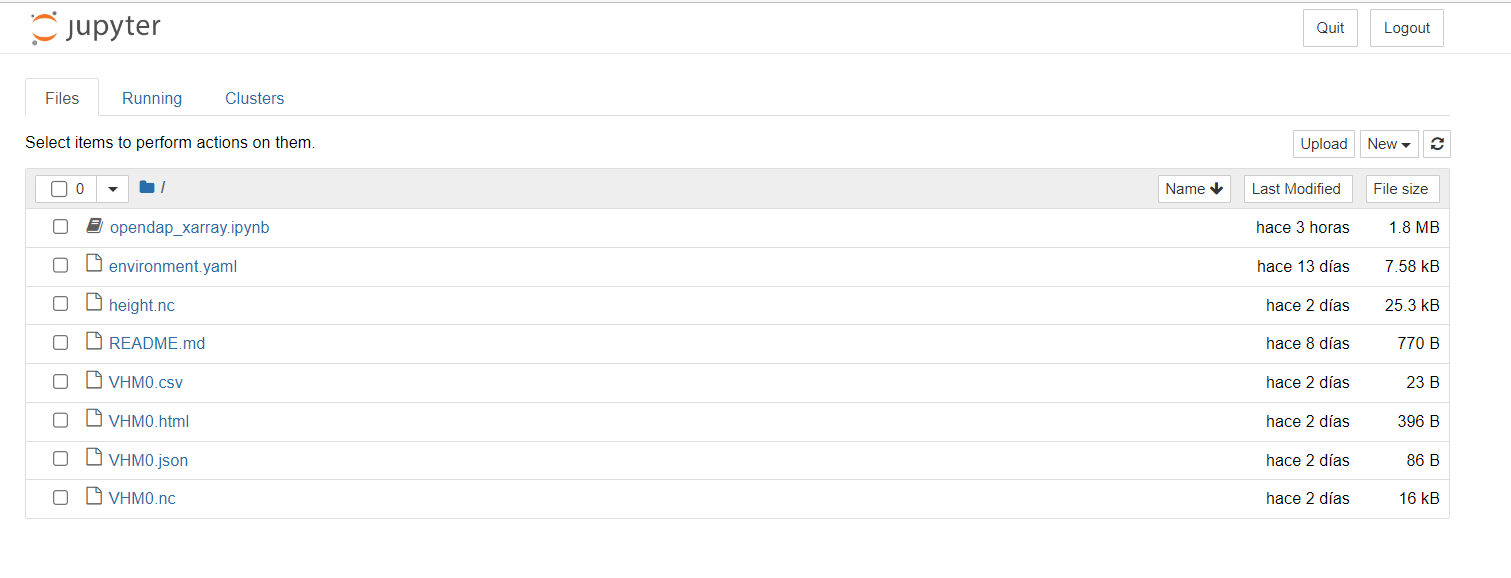 jupyter Quit Logout
Files Running Clusters
Select items to perform actions on them. Upload New
0 / Name Last Modified File size
opendap_xarray.ipynb hace 3 horas 1.8 MB
environment.yaml hace 13 días 7.58 kB
height.nc hace 2 días 25.3 kB
README.md hace 8 días 770 B
VHM0.csv hace 2 días 23 B
VHM0.html hace 2 días 396 B
VHM0.json hace 2 días 86 B
VHM0.nc hace 2 días 16 kB